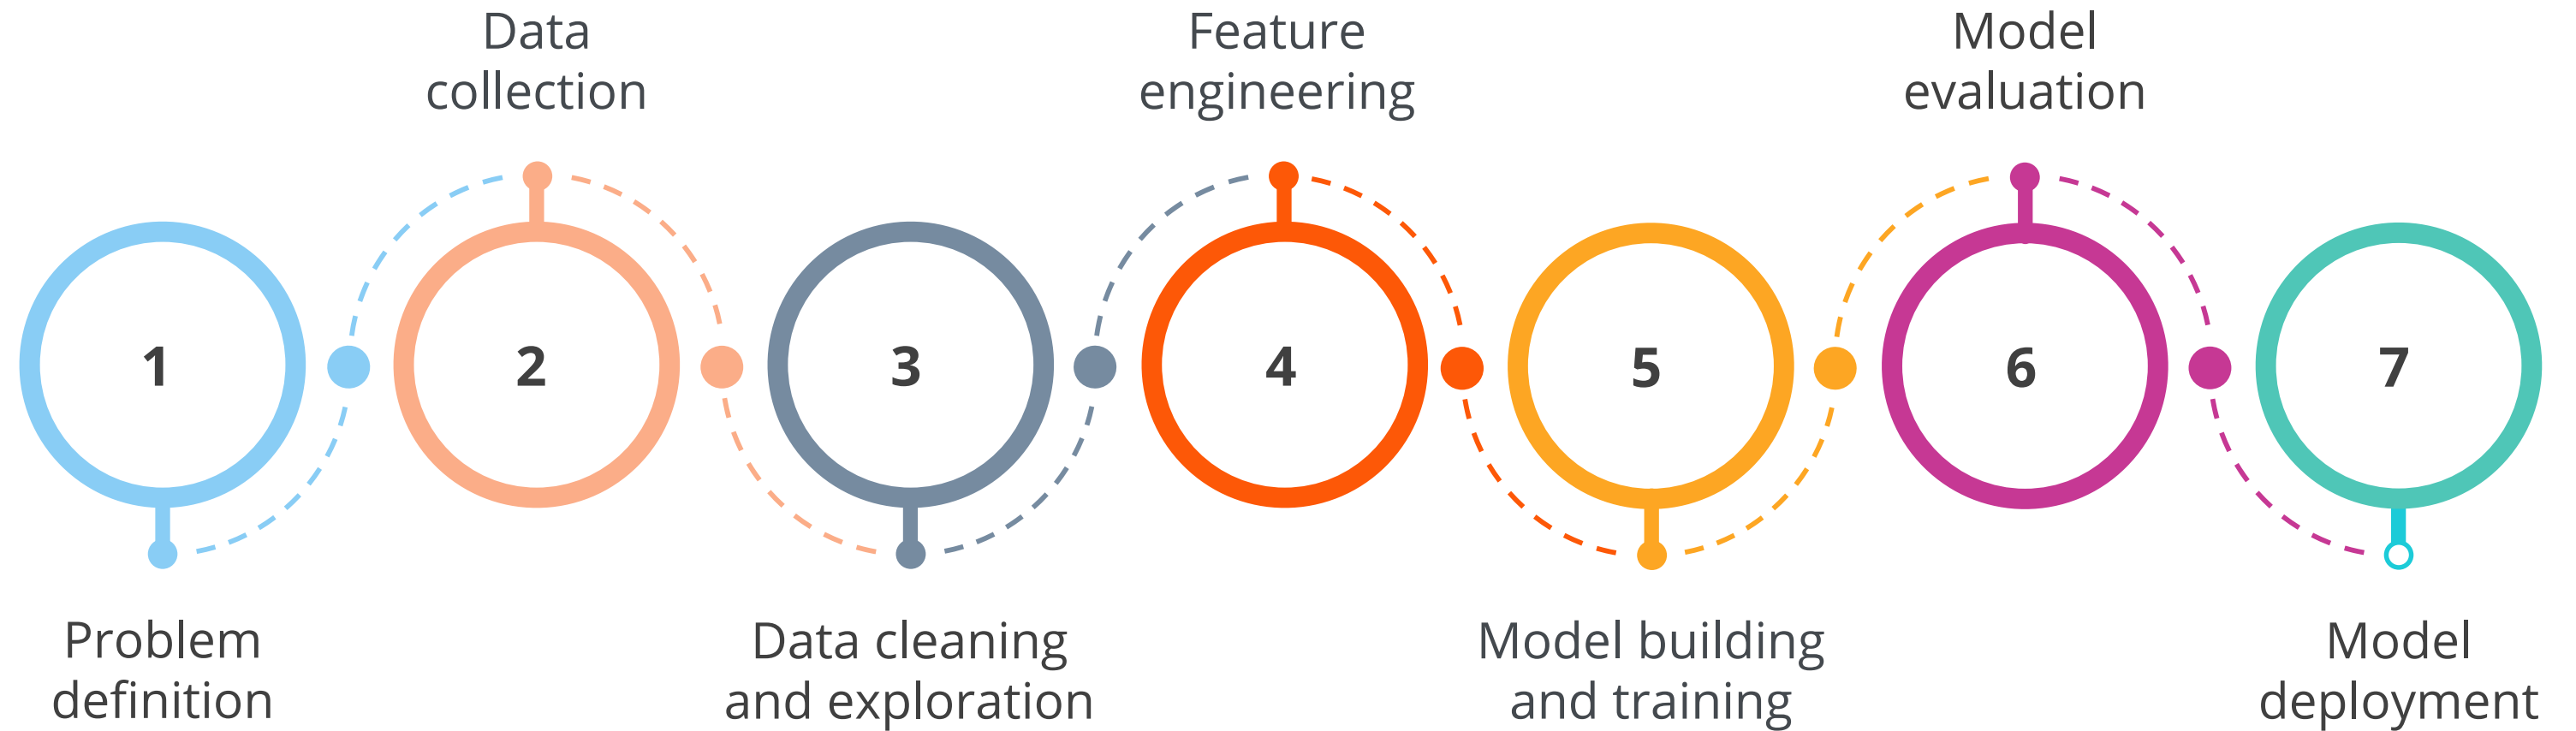 Data
collection
Feature
engineering
Model
evaluation
1
2
3
4
5
6
7
Problem
definition
Data cleaning
and exploration
Model building
and training
Model
deployment